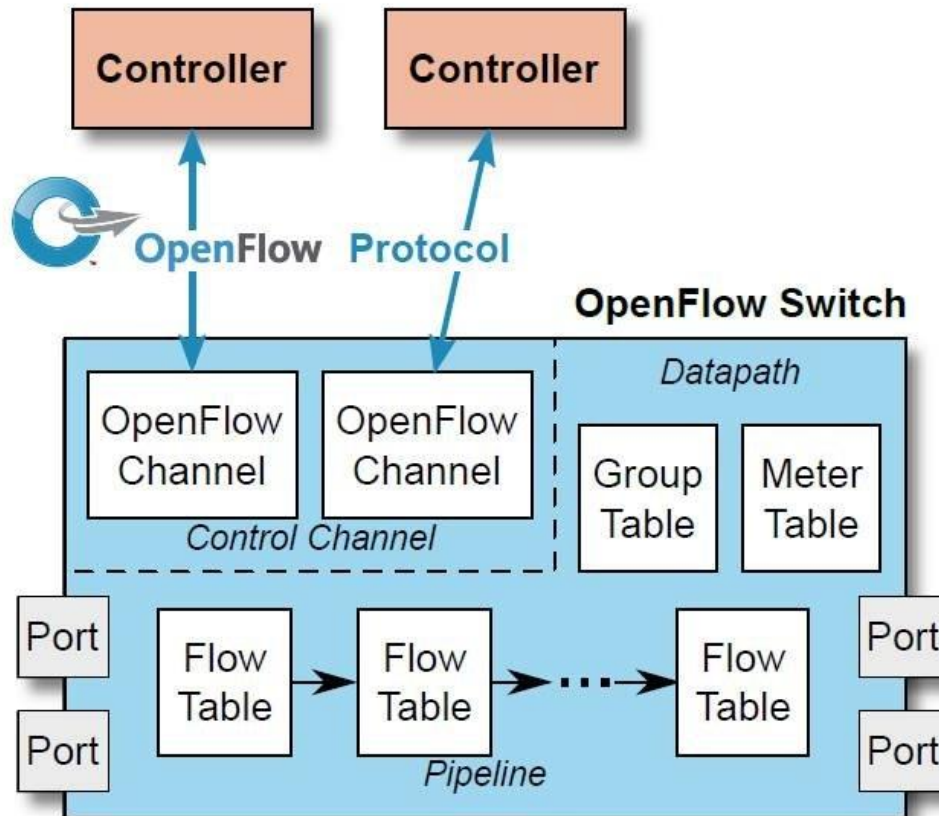 Controller
Controller
OpenFlow Protocol
™
OpenFlow Switch
Datapath
OpenFlow
Channel
OpenFlow
Channel
Control Channel
Group
Table
Meter
Table
Port
Port
Flow
Table
Flow
Table
...
Flow
Table
Port
Port
Pipeline